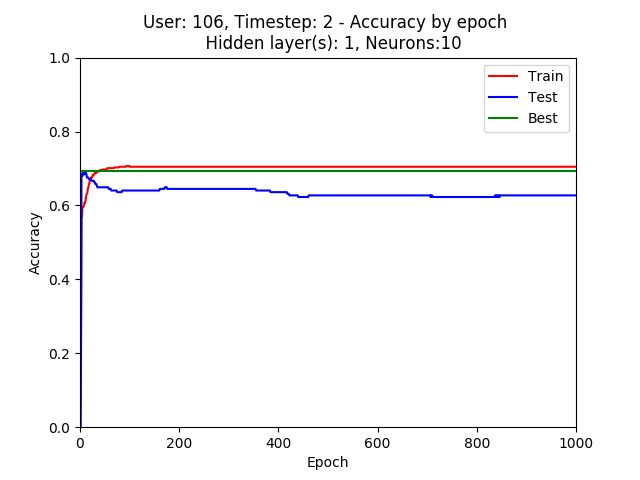 User: 106, Timestep: 2 - Accuracy by epoch
Hidden layer(s): 1, Neurons:10
1.0
Train
Test
Best
0.8
0.6
Accuracy
0.4
0.2
0.0
0 200 400 600 800 1000
Epoch